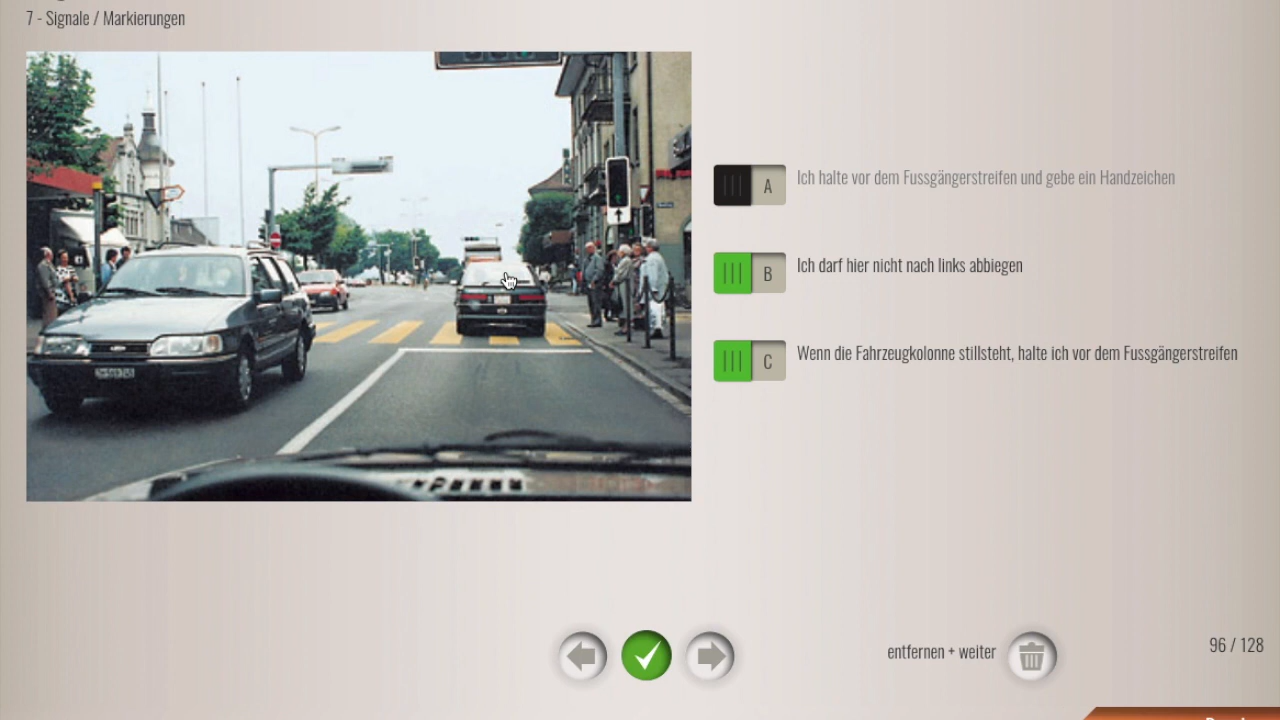 7 - Signale / Markierungen
A
Ich halte vor dem Fussgängerstreifen und gebe ein Handzeichen
B
Ich darf hier nicht nach links abbiegen
C
Wenn die Fahrzeugkolonne stillsteht, halte ich vor dem Fussgängerstreifen
entfernen + weiter
96 / 128